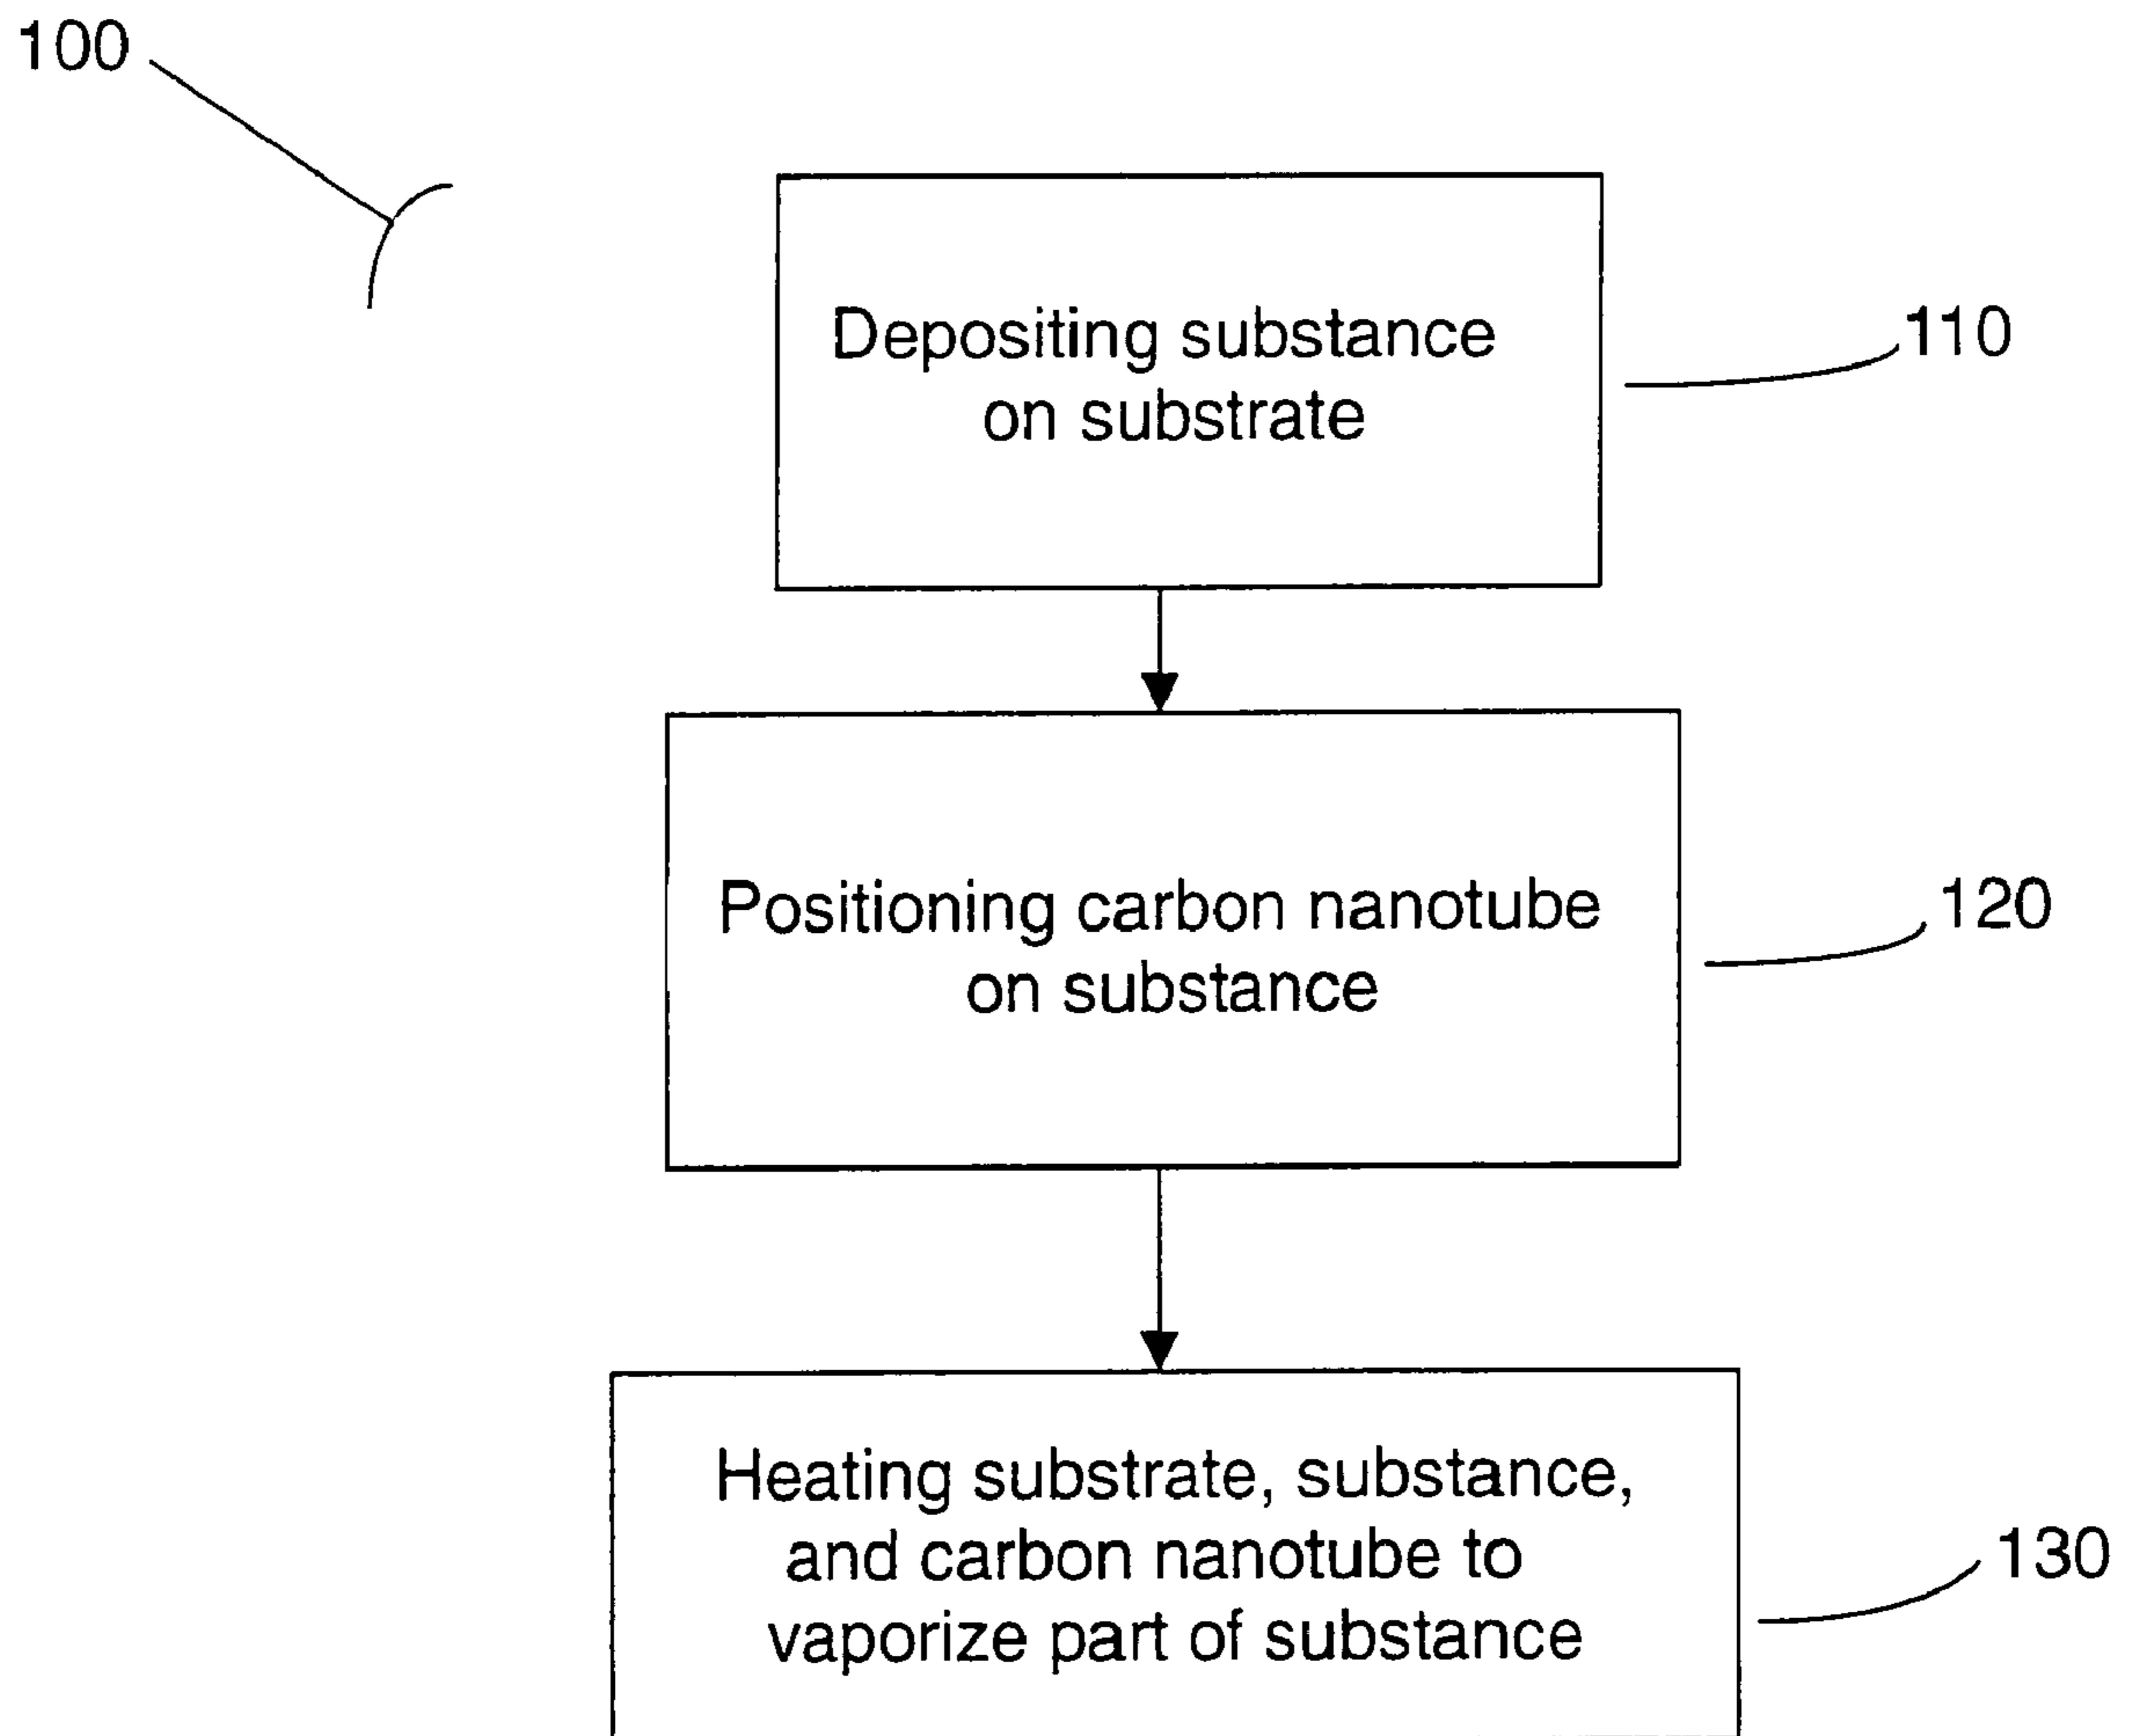 100
Depositing substance
on substrate
110
Positioning carbon nanotube
on substance
120
Heating substrate, substance,
and carbon nanotube to
vaporize part of substance
130